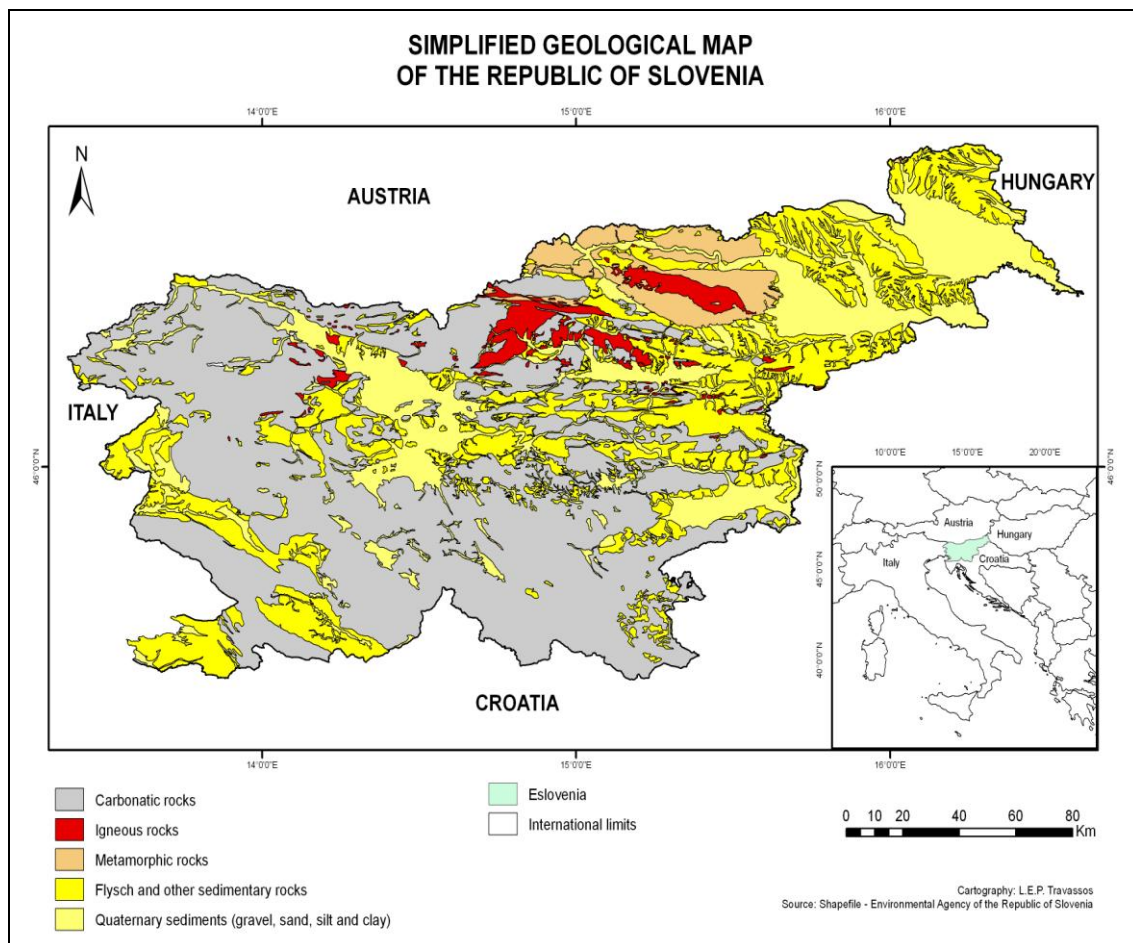 SIMPLIFIED GEOLOGICAL MAP
OF THE REPUBLIC OF SLOVENIA
14°0'0"E
15°0'0"E
16°0'0"E
N
AUSTRIA
HUNGARY
ITALY
46°0'0"N
46°0'0"N
CROATIA
10°0'0"E
15°0'0"E
20°0'0"E
50°0'0"N
45°0'0"N
40°0'0"N
Austria
Hungary
Italy
Croatia
14°0'0"E
15°0'0"E
16°0'0"E
Carbonatic rocks
Igneous rocks
Metamorphic rocks
Flysch and other sedimentary rocks
Quaternary sediments (gravel, sand, silt and clay)
Eslovenia
International limits
0 10 20 40 60 80
Km
Cartography: L.E.P. Travassos
Source: Shapefile - Environmental Agency of the Republic of Slovenia